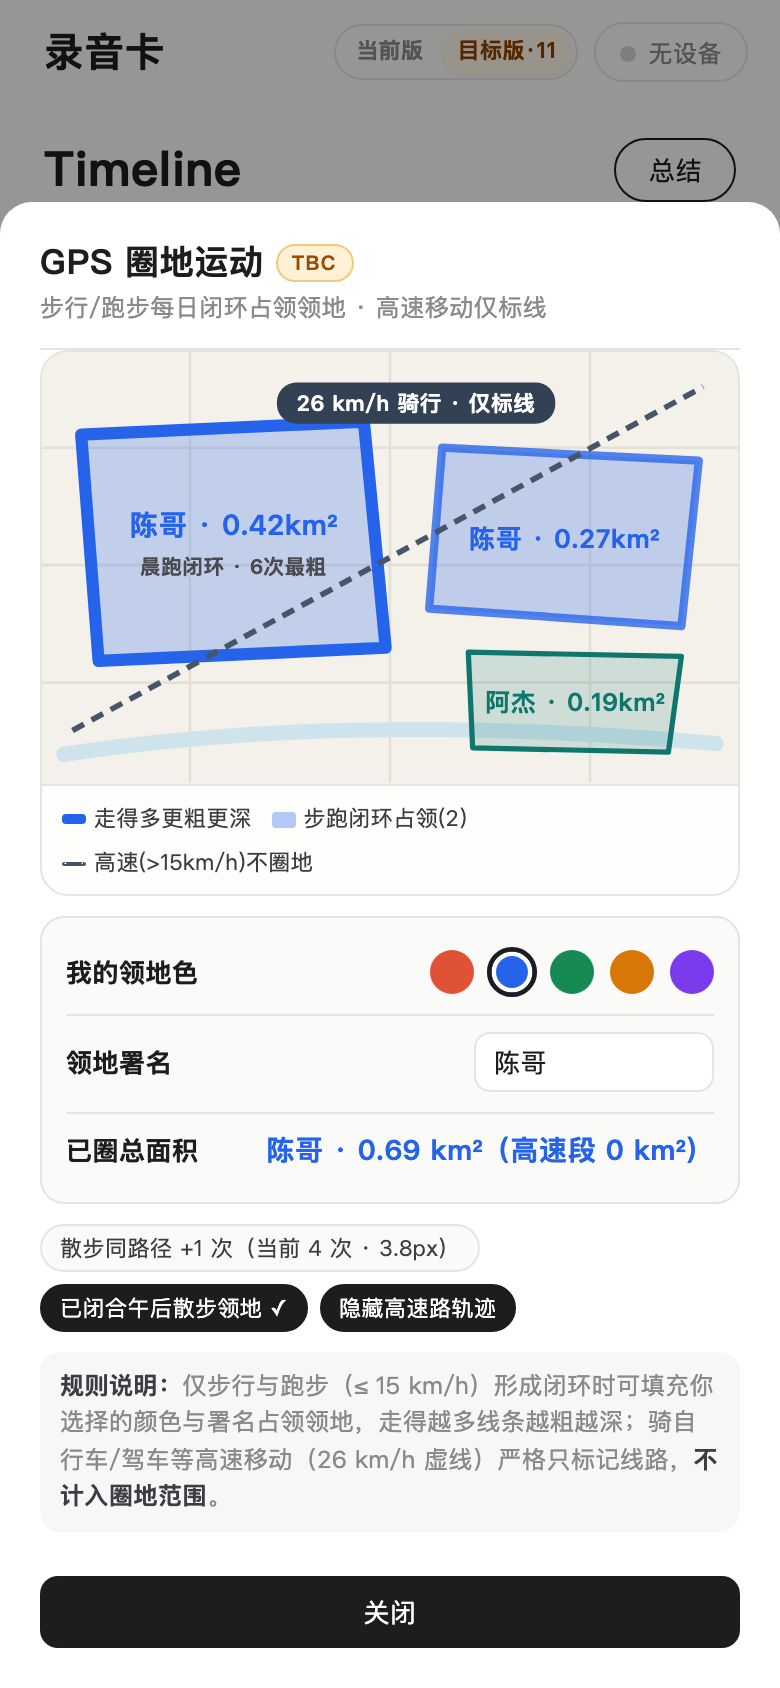 录音卡
当前版
目标版·11
无设备
Timeline
总结
GPS 圈地运动
TBC
步行/跑步每日闭环占领领地 · 高速移动仅标线
26 km/h 骑行 · 仅标线
陈哥 · 0.42km²
晨跑闭环 · 6次最粗
陈哥 · 0.27km²
阿杰 · 0.19km²
走得多更粗更深
步跑闭环占领(2)
高速(>15km/h)不圈地
我的领地色
领地署名
陈哥
已圈总面积
陈哥 · 0.69 km²（高速段 0 km²）
散步同路径 +1 次（当前 4 次 · 3.8px）
已闭合午后散步领地 ✓
隐藏高速路轨迹
规则说明：仅步行与跑步（≤ 15 km/h）形成闭环时可填充你
选择的颜色与署名占领领地，走得越多线条越粗越深；骑自
行车/驾车等高速移动（26 km/h 虚线）严格只标记线路，不
计入圈地范围。
关闭